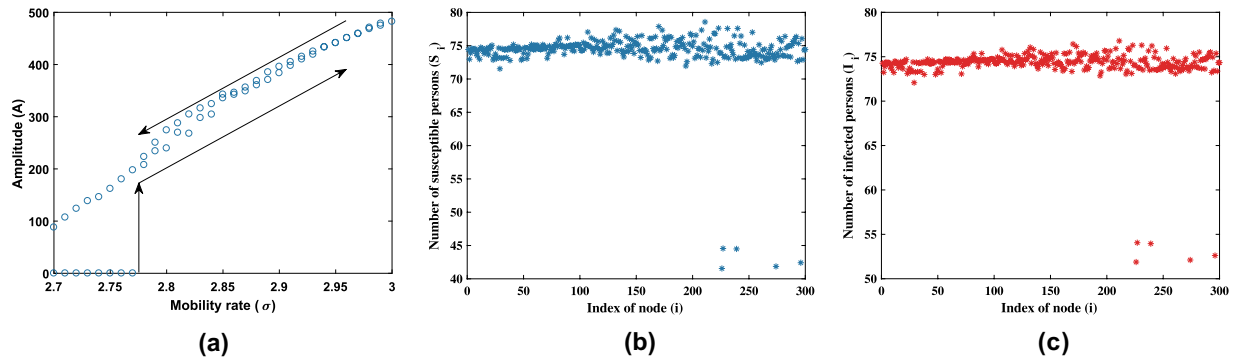 500
400
300
200
100
0
Amplitude (A)
2.7 2.75 2.8 2.85 2.9 2.95 3
Mobility rate ( σ )
(a)
80
75
70
65
60
55
50
45
40
Number of susceptible persons (S i)
0 50 100 150 200 250 300
Index of node (i)
(b)
80
75
70
65
60
55
50
Number of infected persons (I i)
0 50 100 150 200 250 300
Index of node (i)
(c)